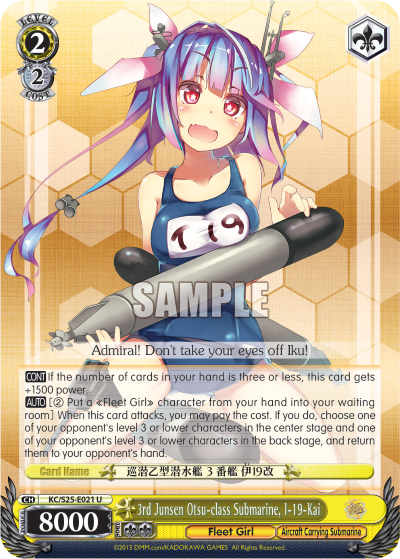 LEVEL
2
2
COST
イ19
SAMPLE
Admiral! Don't take your eyes off Iku!
CONT If the number of cards in your hand is three or less, this card gets
+1500 power.
AUTO [② Put a «Fleet Girl» character from your hand into your waiting
room] When this card attacks, you may pay the cost. If you do, choose one
of your opponent's level 3 or lower characters in the center stage and one
of your opponent's level 3 or lower characters in the back stage, and return
them to your opponent's hand.
Card Name 巡潜乙型潜水艦 3番艦 伊19改
CH KC/S25-E021 U
3rd Junsen Otsu-class Submarine, I-19-Kai
POWER 8000 SOUL
Fleet Girl Aircraft Carrying Submarine
©2015 DMM.com/KADOKAWA GAMES All Rights Reserved.